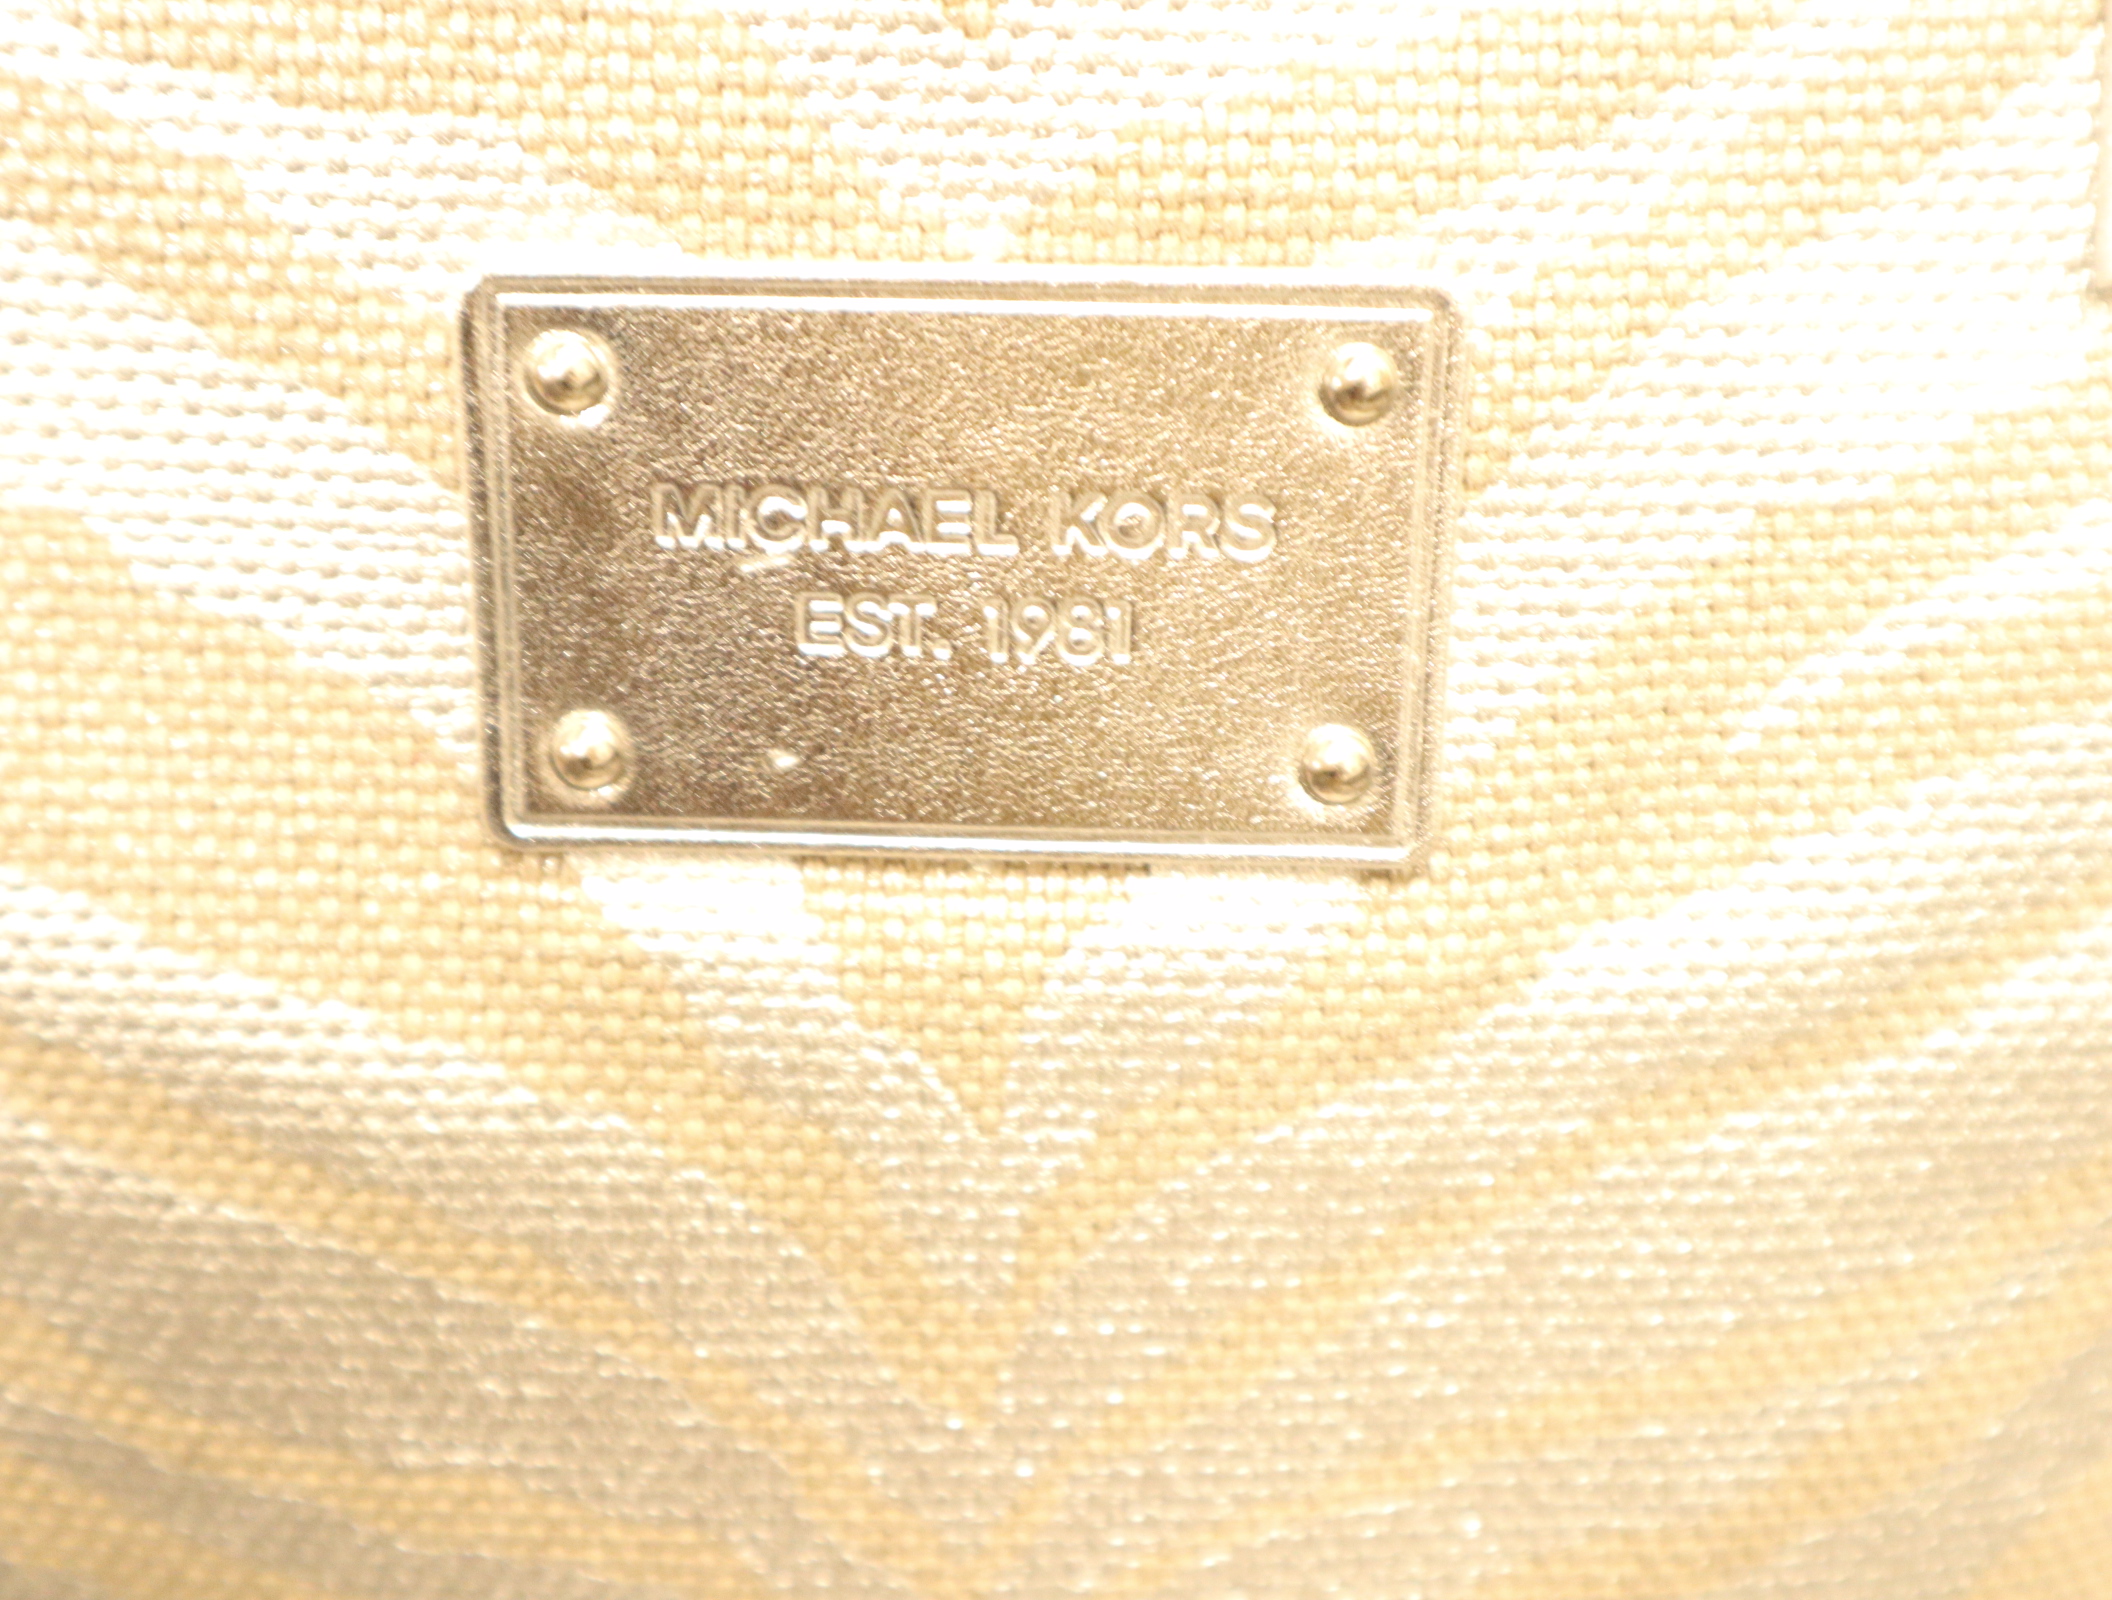 MICHAEL KORS
EST. 1981